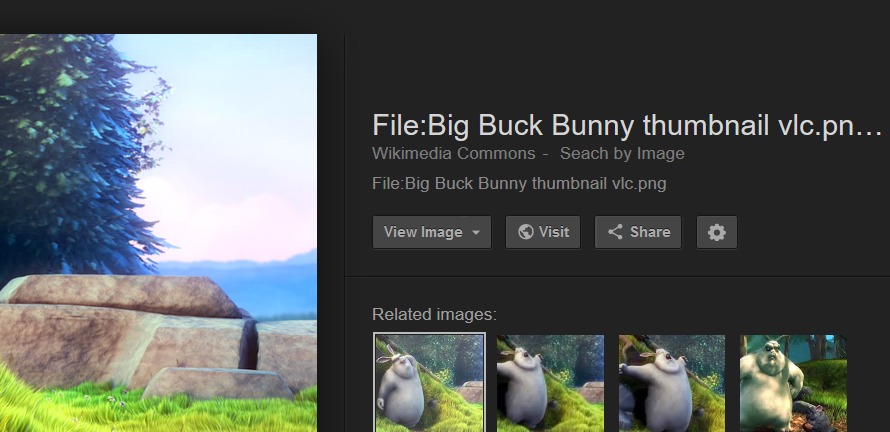 File:Big Buck Bunny thumbnail vlc.pn...
Wikimedia Commons - Seach by Image
File:Big Buck Bunny thumbnail vlc.png
View Image Visit Share
Related images: